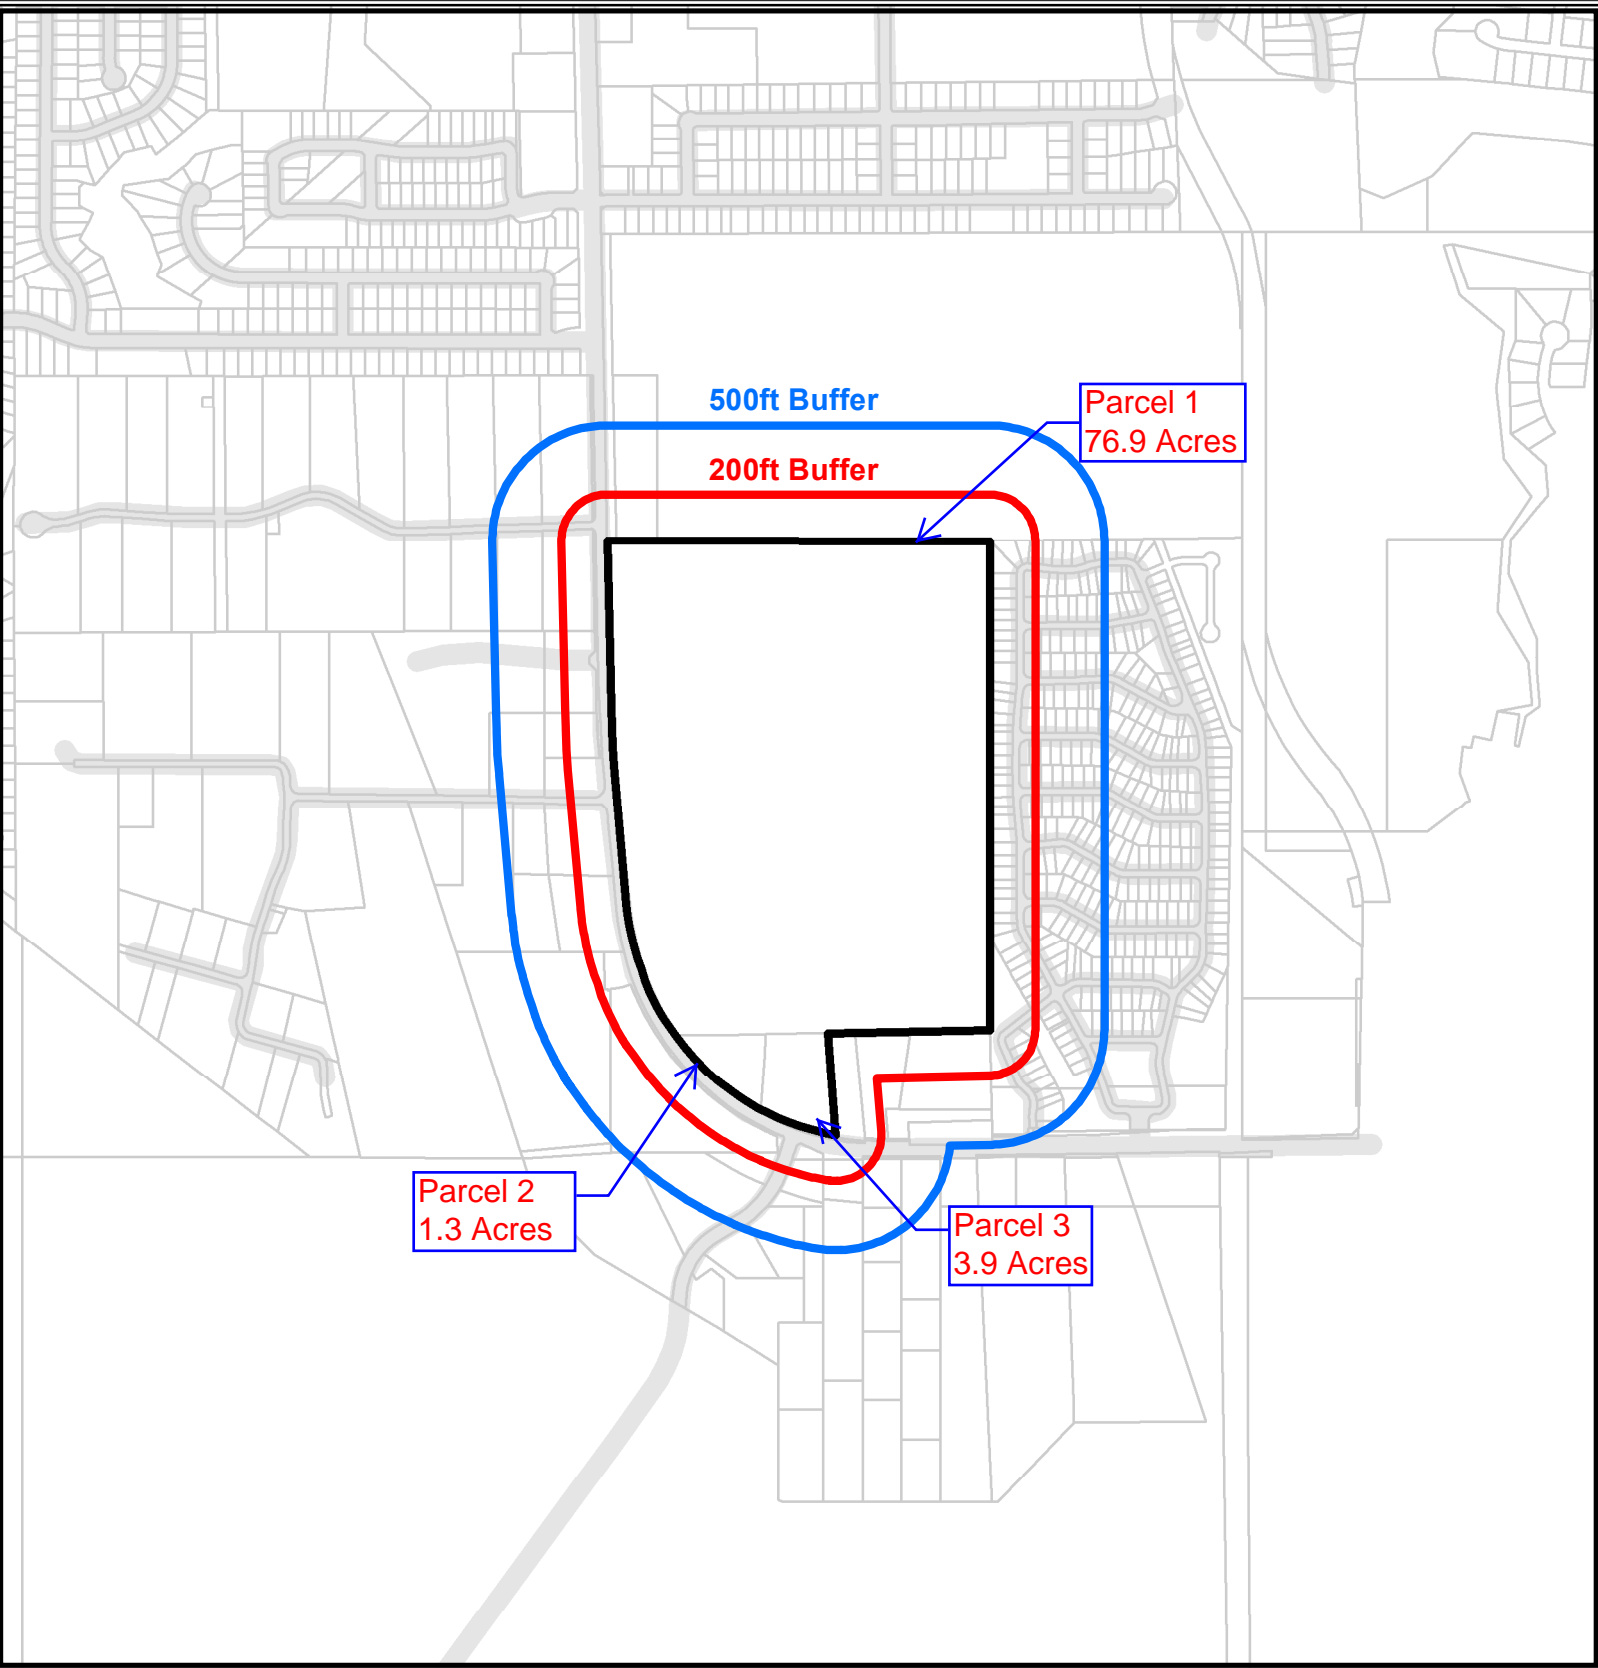 500ft Buffer
Parcel 1
76.9 Acres
200ft Buffer
Parcel 2
1.3 Acres
Parcel 3
3.9 Acres